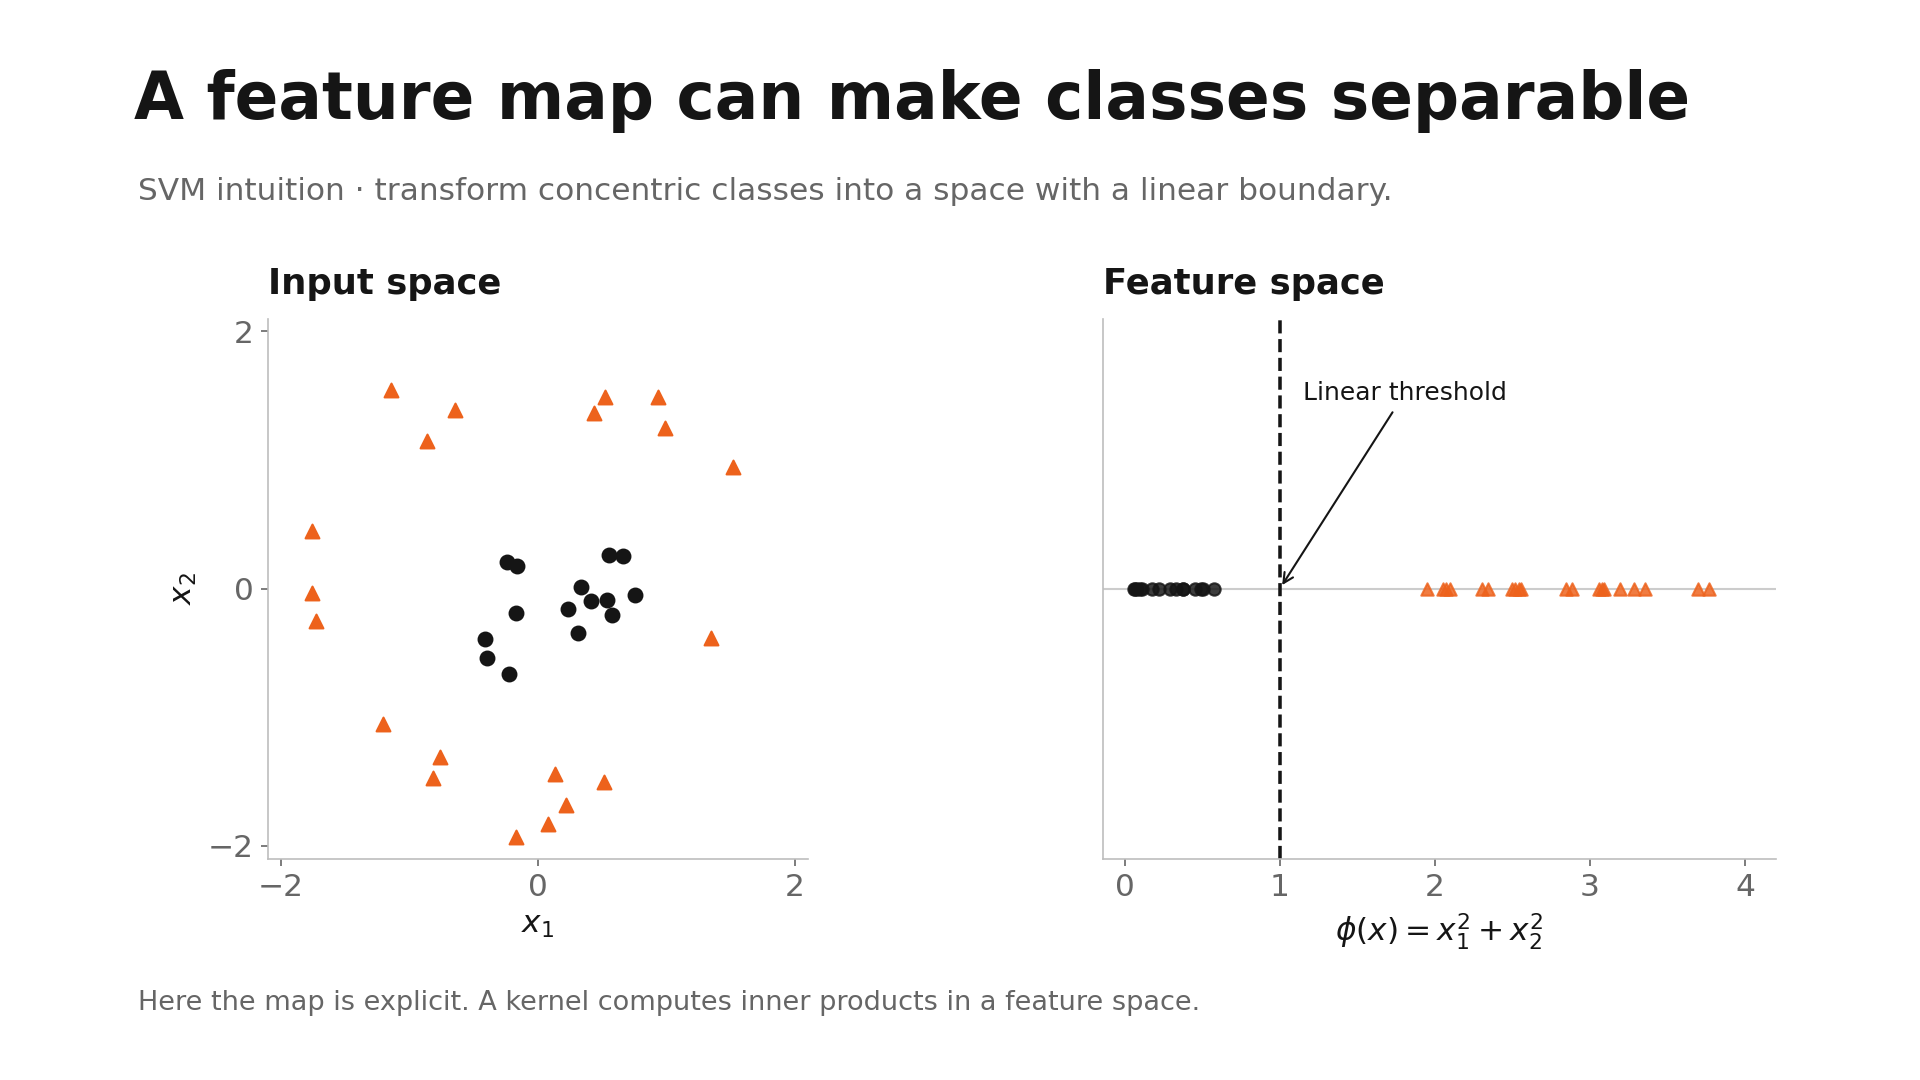 A feature map can make classes separable
SVM intuition · transform concentric classes into a space with a linear boundary.
Input space
2
0
−2
x₂
−2 0 2
x₁
Feature space
Linear threshold
0 1 2 3 4
ϕ(x) = x₁² + x₂²
Here the map is explicit. A kernel computes inner products in a feature space.